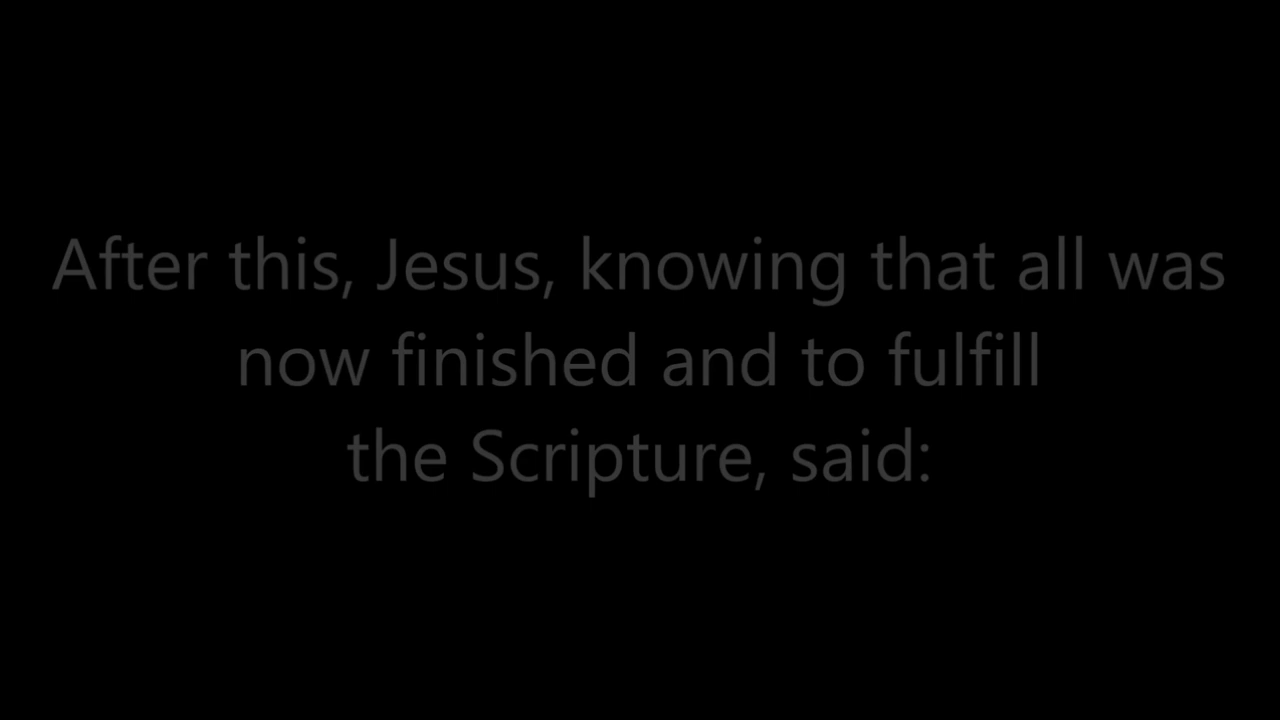 After this, Jesus, knowing that all was
now finished and to fulfill
the Scripture, said: